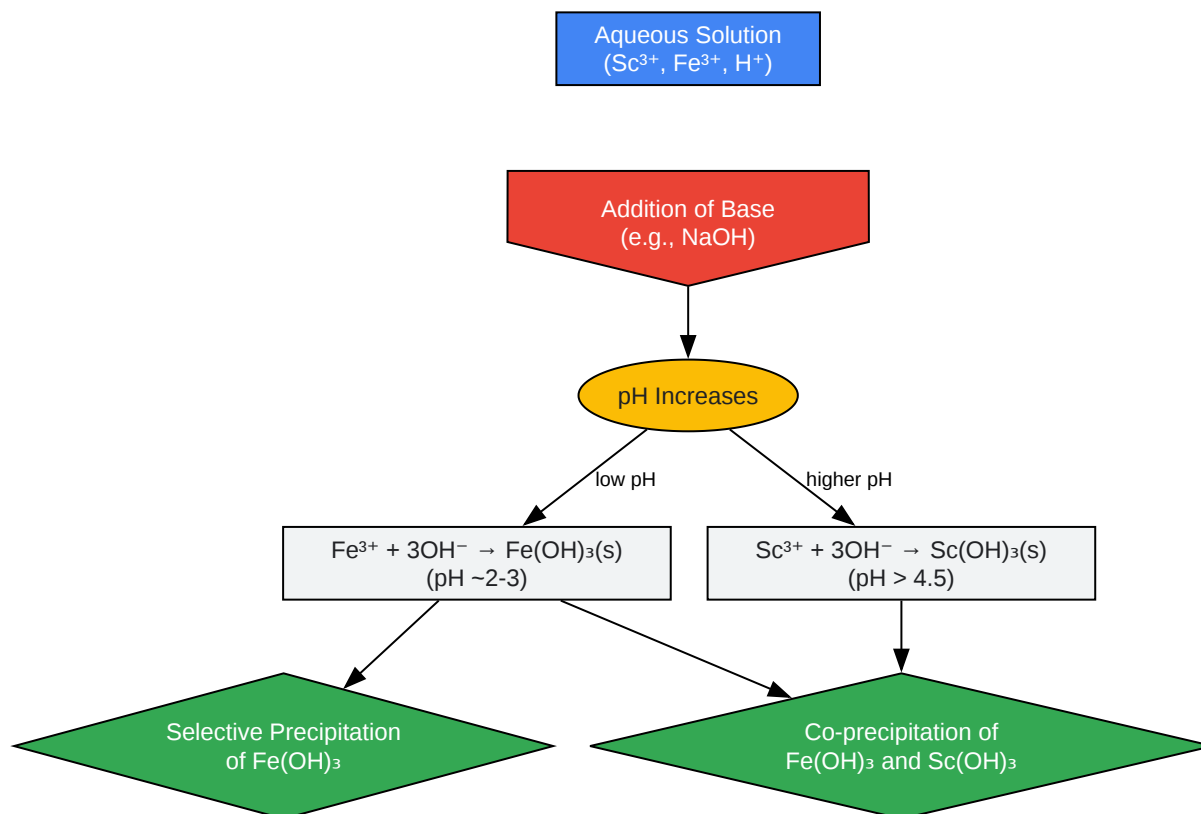 Aqueous Solution
(Sc³⁺, Fe³⁺, H⁺)
Addition of Base
(e.g., NaOH)
pH Increases
low pH
higher pH
Fe³⁺ + 3OH⁻ → Fe(OH)₃(s)
(pH ~2-3)
Sc³⁺ + 3OH⁻ → Sc(OH)₃(s)
(pH > 4.5)
Selective Precipitation
of Fe(OH)₃
Co-precipitation of
Fe(OH)₃ and Sc(OH)₃